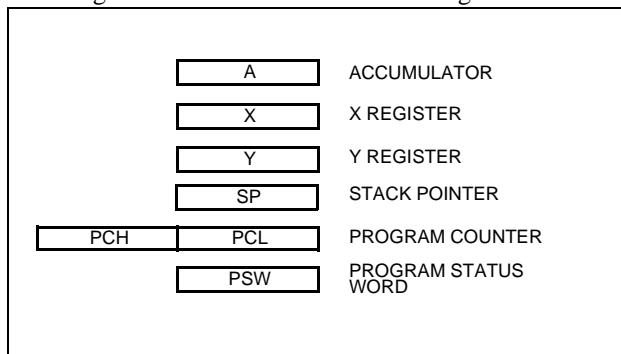 A ACCUMULATOR
X X REGISTER
Y Y REGISTER
SP STACK POINTER
PCH PCL PROGRAM COUNTER
PSW PROGRAM STATUS
WORD